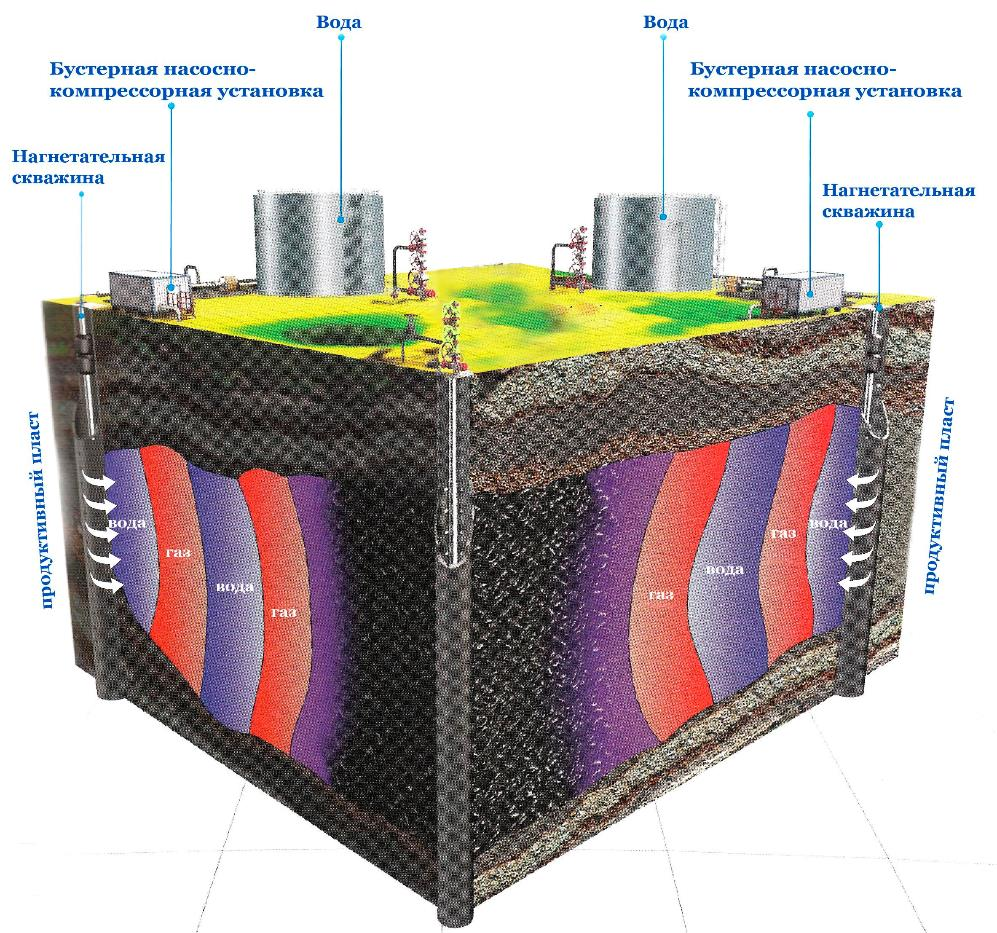 Вода
Вода
Бустерная насосно-
компрессорная установка
Бустерная насосно-
компрессорная установка
Нагнетательная
скважина
Нагнетательная
скважина
продуктивный пласт
продуктивный пласт
вода
газ
вода
газ
газ
вода
газ
вода